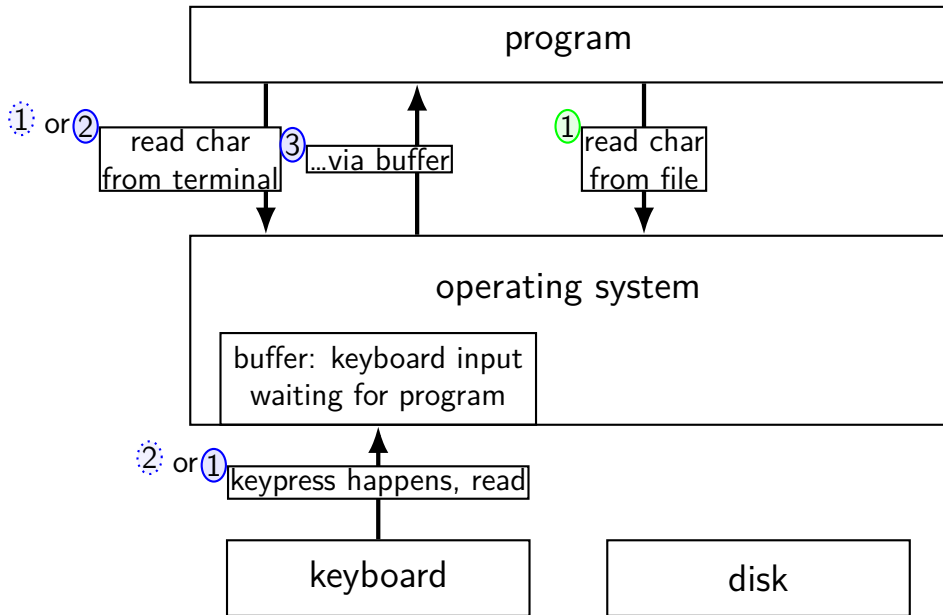 program
1 or 2
read char
from terminal
3
...via buffer
1
read char
from file
operating system
buffer: keyboard input
waiting for program
2 or 1
keypress happens, read
keyboard
disk